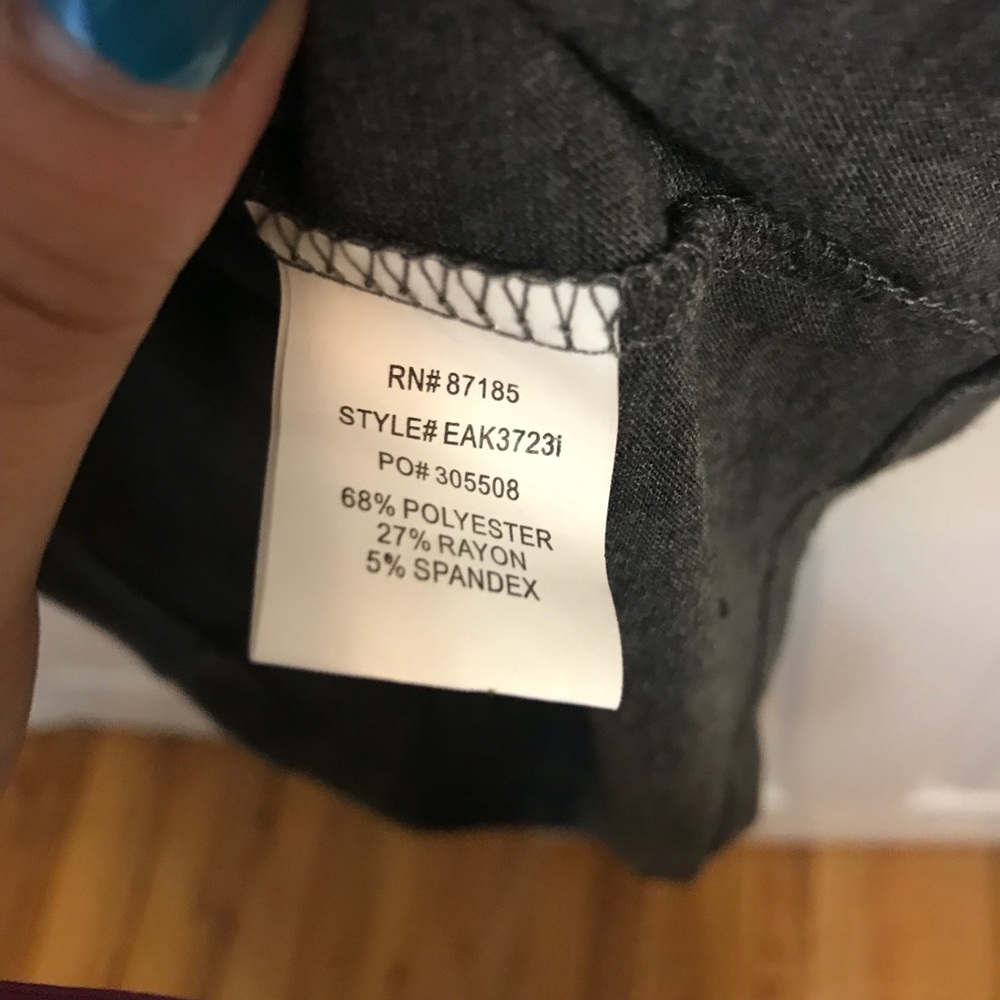 RN# 87185
STYLE# EAK3723i
PO# 305508
68% POLYESTER
27% RAYON
5% SPANDEX